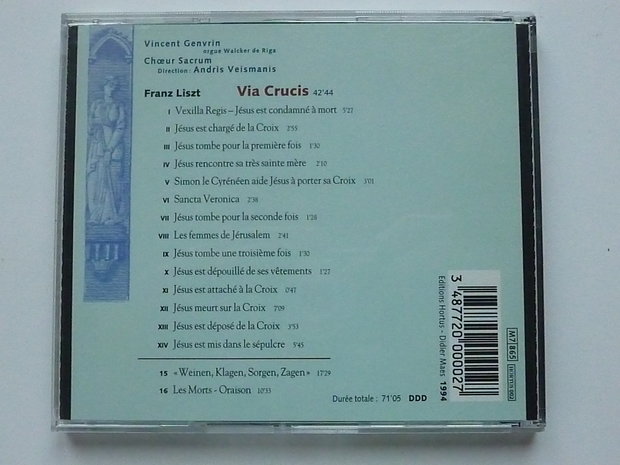 Vincent Genvrin
orgue Walcker de Riga
Chœur Sacrum
Direction : Andris Veismanis
Franz Liszt Via Crucis 42'44
I Vexilla Regis – Jésus est condamné à mort 5'27
II Jésus est chargé de la Croix 2'55
III Jésus tombe pour la première fois 1'30
IV Jésus rencontre sa très sainte mère 2'10
V Simon le Cyrénéen aide Jésus à porter sa Croix 3'01
VI Sancta Veronica 2'38
VII Jésus tombe pour la seconde fois 1'28
VIII Les femmes de Jérusalem 2'41
IX Jésus tombe une troisième fois 1'30
X Jésus est dépouillé de ses vêtements 1'27
XI Jésus est attaché à la Croix 0'47
XII Jésus meurt sur la Croix 7'09
XIII Jésus est déposé de la Croix 3'53
XIV Jésus est mis dans le sépulcre 5'45
15 « Weinen, Klagen, Sorgen, Zagen » 17'29
16 Les Morts - Oraison 10'33
Durée totale : 71'05 DDD
Editions Hortus - Didier Maes 1994
3 487720 000027
M7 865